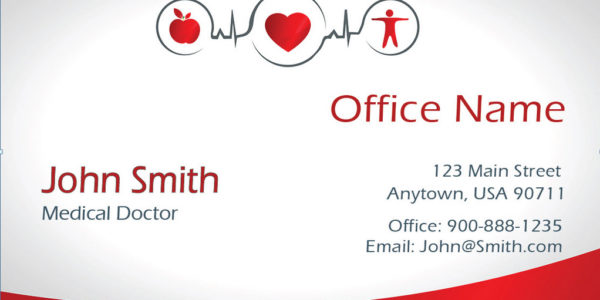 Office Name
John Smith
Medical Doctor
123 Main Street
Anytown, USA 90711
Office: 900-888-1235
Email: John@Smith.com